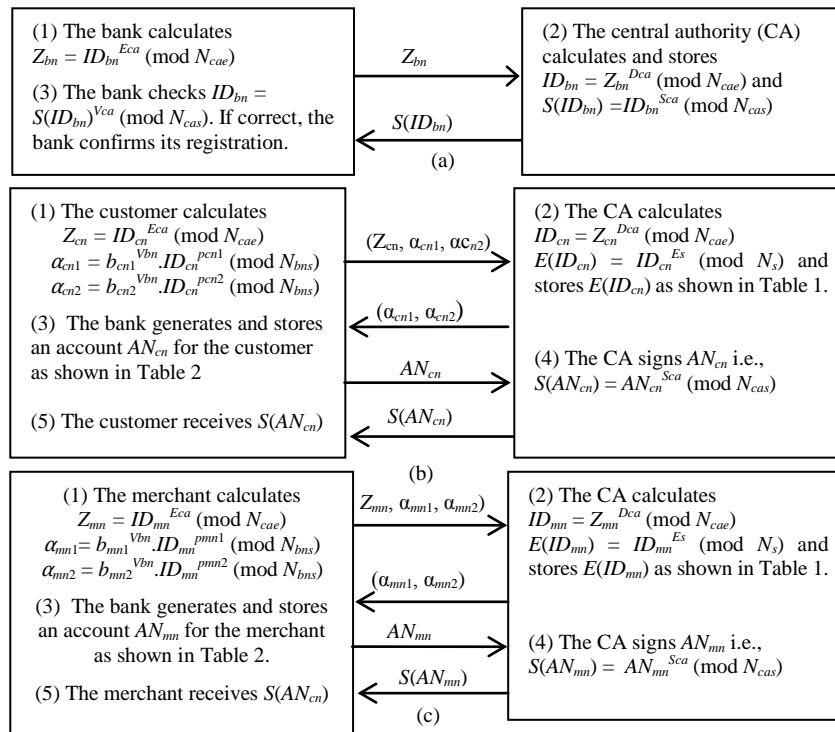 (1) The bank calculates
Z_bn = ID_bn^Eca (mod N_cae)
(3) The bank checks ID_bn =
S(ID_bn)^Vca (mod N_cas). If correct, the
bank confirms its registration.
Z_bn
S(ID_bn)
(a)
(2) The central authority (CA)
calculates and stores
ID_bn = Z_bn^Dca (mod N_cae) and
S(ID_bn) =ID_bn^Sca (mod N_cas)
(1) The customer calculates
Z_cn = ID_cn^Eca (mod N_cae)
α_cn1 = b_cn1^Vbn.ID_cn^pcn1 (mod N_bns)
α_cn2 = b_cn2^Vbn.ID_cn^pcn2 (mod N_bns)
(3) The bank generates and stores
an account AN_cn for the customer
as shown in Table 2
(5) The customer receives S(AN_cn)
(Z_cn, α_cn1, αc_n2)
(α_cn1, α_cn2)
AN_cn
S(AN_cn)
(b)
(2) The CA calculates
ID_cn = Z_cn^Dca (mod N_cae)
E(ID_cn) = ID_cn^Es (mod N_s) and
stores E(ID_cn) as shown in Table 1.
(4) The CA signs AN_cn i.e.,
S(AN_cn) = AN_cn^Sca (mod N_cas)
(1) The merchant calculates
Z_mn = ID_mn^Eca (mod N_cae)
α_mn1= b_mn1^Vbn.ID_mn^pmn1 (mod N_bns)
α_mn2 = b_mn2^Vbn.ID_mn^pmn2 (mod N_bns)
(3) The bank generates and stores
an account AN_mn for the merchant
as shown in Table 2.
(5) The merchant receives S(AN_cn)
Z_mn, α_mn1, α_mn2)
(α_mn1, α_mn2)
AN_mn
S(AN_mn)
(c)
(2) The CA calculates
ID_mn = Z_mn^Dca (mod N_cae)
E(ID_mn) = ID_mn^Es (mod N_s) and
stores E(ID_mn) as shown in Table 1.
(4) The CA signs AN_mn i.e.,
S(AN_mn) = AN_mn^Sca (mod N_cas)